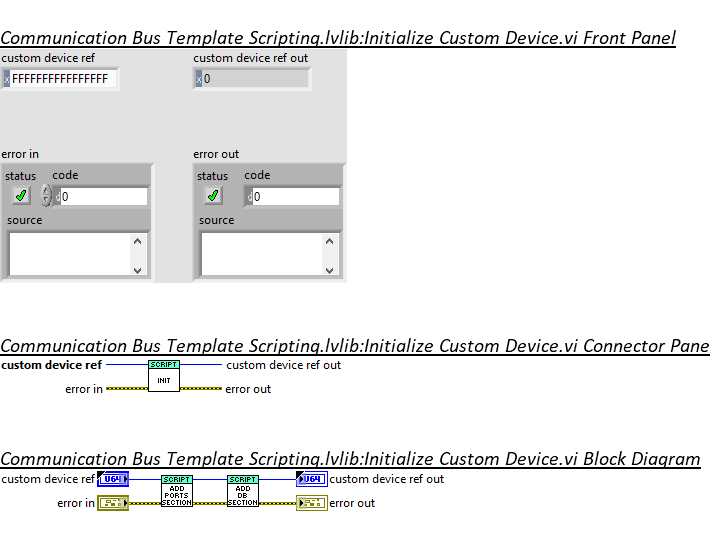 Communication Bus Template Scripting.lvlib:Initialize Custom Device.vi Front Panel
custom device ref
custom device ref out
x FFFFFFFFFFFFFFFF
x 0
error in
error out
status code
status code
d 0
d 0
source
source
Communication Bus Template Scripting.lvlib:Initialize Custom Device.vi Connector Pane
custom device ref
SCRIPT
INIT
custom device ref out
error in
error out
Communication Bus Template Scripting.lvlib:Initialize Custom Device.vi Block Diagram
custom device ref
U64
SCRIPT
ADD
PORTS
SECTION
SCRIPT
ADD
DB
SECTION
U64
custom device ref out
error in
error out